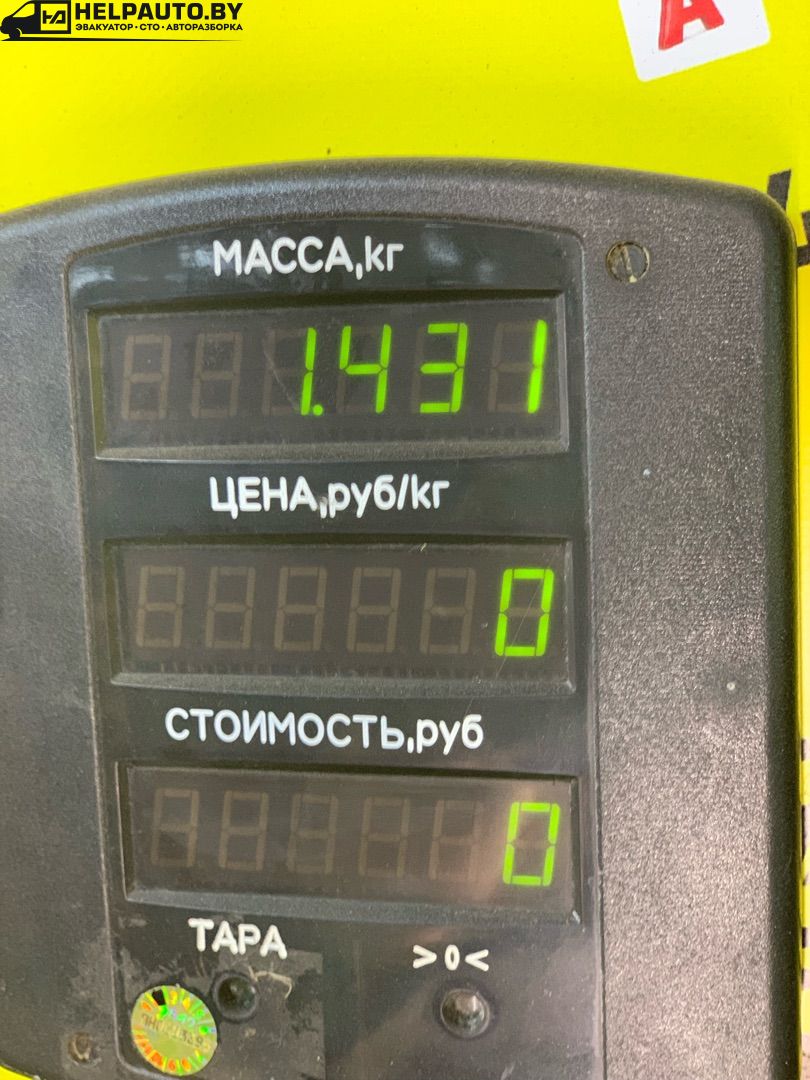 HELPAUTO.BY
ЭВАКУАТОР · СТО · АВТОРАЗБОРКА
А
МАССА,кг
1.431
ЦЕНА,руб/кг
0
СТОИМОСТЬ,руб
0
ТАРА
>0<